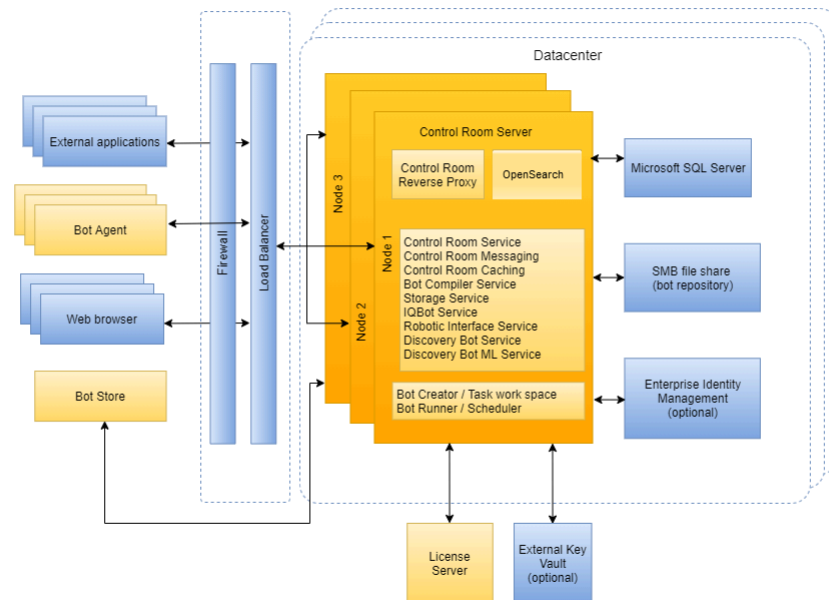 Datacenter
External applications
Bot Agent
Web browser
Bot Store
Firewall
Load Balancer
Node 3
Node 2
Node 1
Control Room Server
Control Room
Reverse Proxy
OpenSearch
Control Room Service
Control Room Messaging
Control Room Caching
Bot Compiler Service
Storage Service
IQBot Service
Robotic Interface Service
Discovery Bot Service
Discovery Bot ML Service
Bot Creator / Task work space
Bot Runner / Scheduler
Microsoft SQL Server
SMB file share
(bot repository)
Enterprise Identity
Management
(optional)
License
Server
External Key
Vault
(optional)